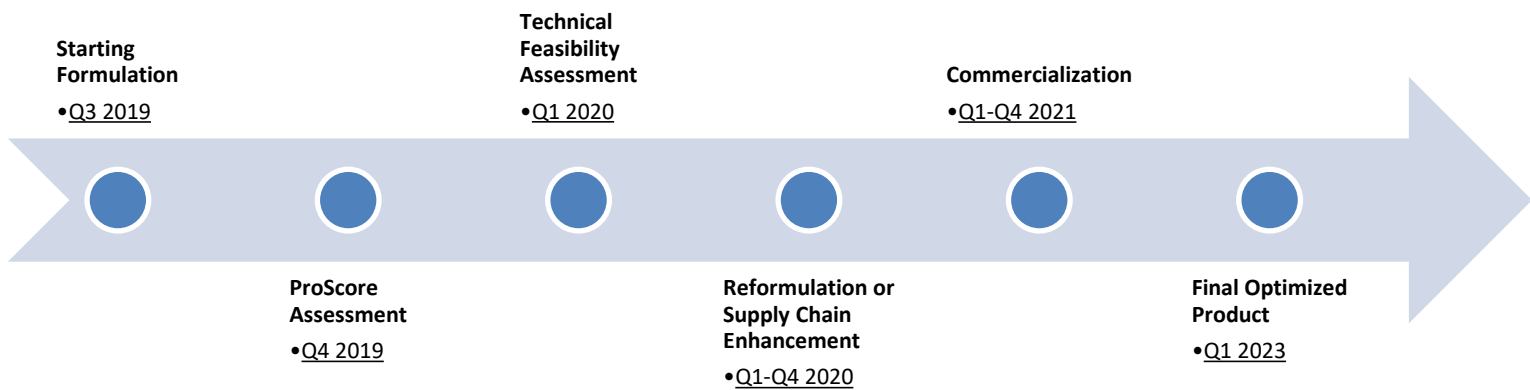 Starting
Formulation
•Q3 2019
ProScore
Assessment
•Q4 2019
Technical
Feasibility
Assessment
•Q1 2020
Reformulation or
Supply Chain
Enhancement
•Q1-Q4 2020
Commercialization
•Q1-Q4 2021
Final Optimized
Product
•Q1 2023